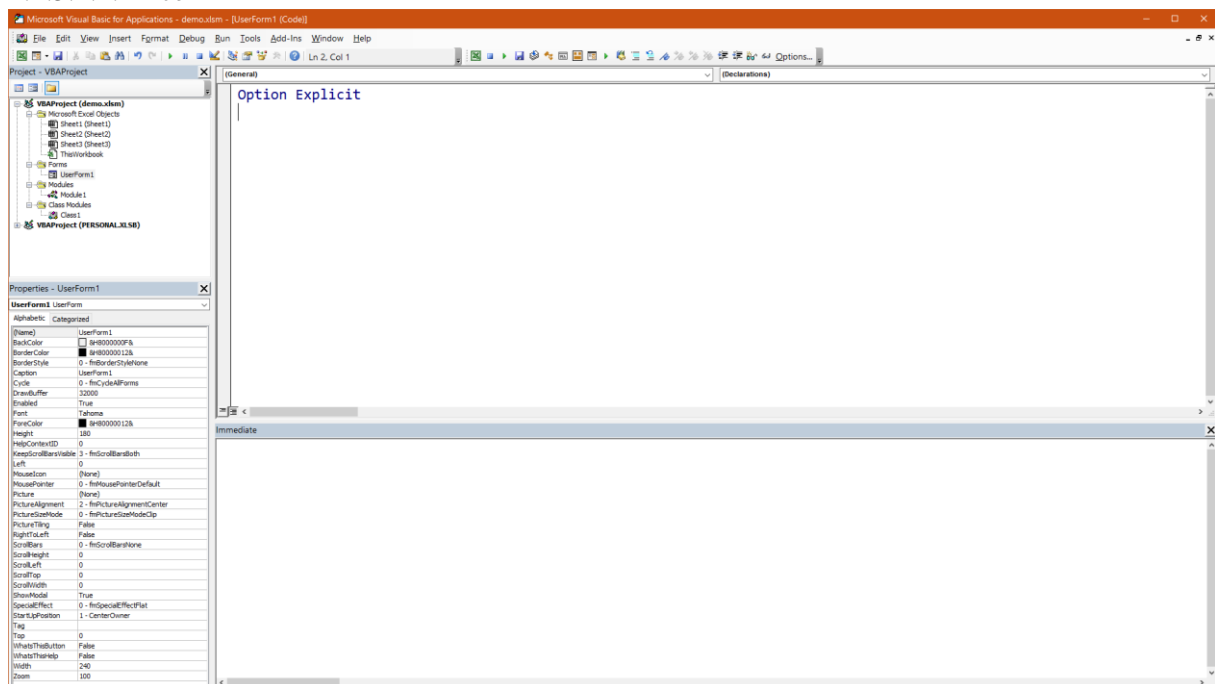 Microsoft Visual Basic for Applications - demo.xlsm - [UserForm1 (Code)]
File Edit View Insert Format Debug Run Tools Add-Ins Window Help
Ln 2, Col 1
Options...
Project - VBAProject
(General)
(Declarations)
VBAProject (demo.xlsm)
Microsoft Excel Objects
Sheet1 (Sheet1)
Sheet2 (Sheet2)
Sheet3 (Sheet3)
ThisWorkbook
Forms
UserForm1
Modules
Module1
Class Modules
Class1
VBAProject (PERSONAL.XLSB)
Option Explicit
Properties - UserForm1
UserForm1 UserForm
Alphabetic Categorized
(Name) UserForm1
BackColor &H8000000F&
BorderColor &H80000012&
BorderStyle 0 - fmBorderStyleNone
Caption UserForm1
Cycle 0 - fmCycleAllForms
DrawBuffer 32000
Enabled True
Font Tahoma
ForeColor &H80000012&
Height 180
HelpContextID 0
KeepScrollBarsVisible 3 - fmScrollBarsBoth
Left 0
MouseIcon (None)
MousePointer 0 - fmMousePointerDefault
Picture (None)
PictureAlignment 2 - fmPictureAlignmentCenter
PictureSizeMode 0 - fmPictureSizeModeClip
PictureTiling False
RightToLeft False
ScrollBars 0 - fmScrollBarsNone
ScrollHeight 0
ScrollLeft 0
ScrollTop 0
ScrollWidth 0
ShowModal True
SpecialEffect 0 - fmSpecialEffectFlat
StartUpPosition 1 - CenterOwner
Tag
Top 0
WhatsThisButton False
WhatsThisHelp False
Width 240
Zoom 100
Immediate